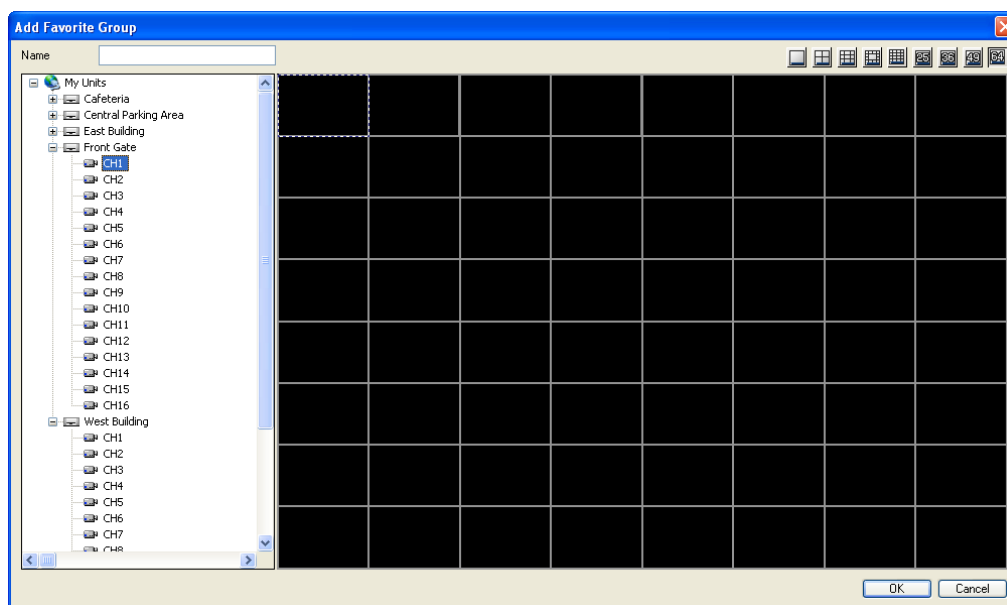 Add Favorite Group
Name
25 36 49 64
My Units
Cafeteria
Central Parking Area
East Building
Front Gate
CH1
CH2
CH3
CH4
CH5
CH6
CH7
CH8
CH9
CH10
CH11
CH12
CH13
CH14
CH15
CH16
West Building
CH1
CH2
CH3
CH4
CH5
CH6
CH7
CH8
OK Cancel